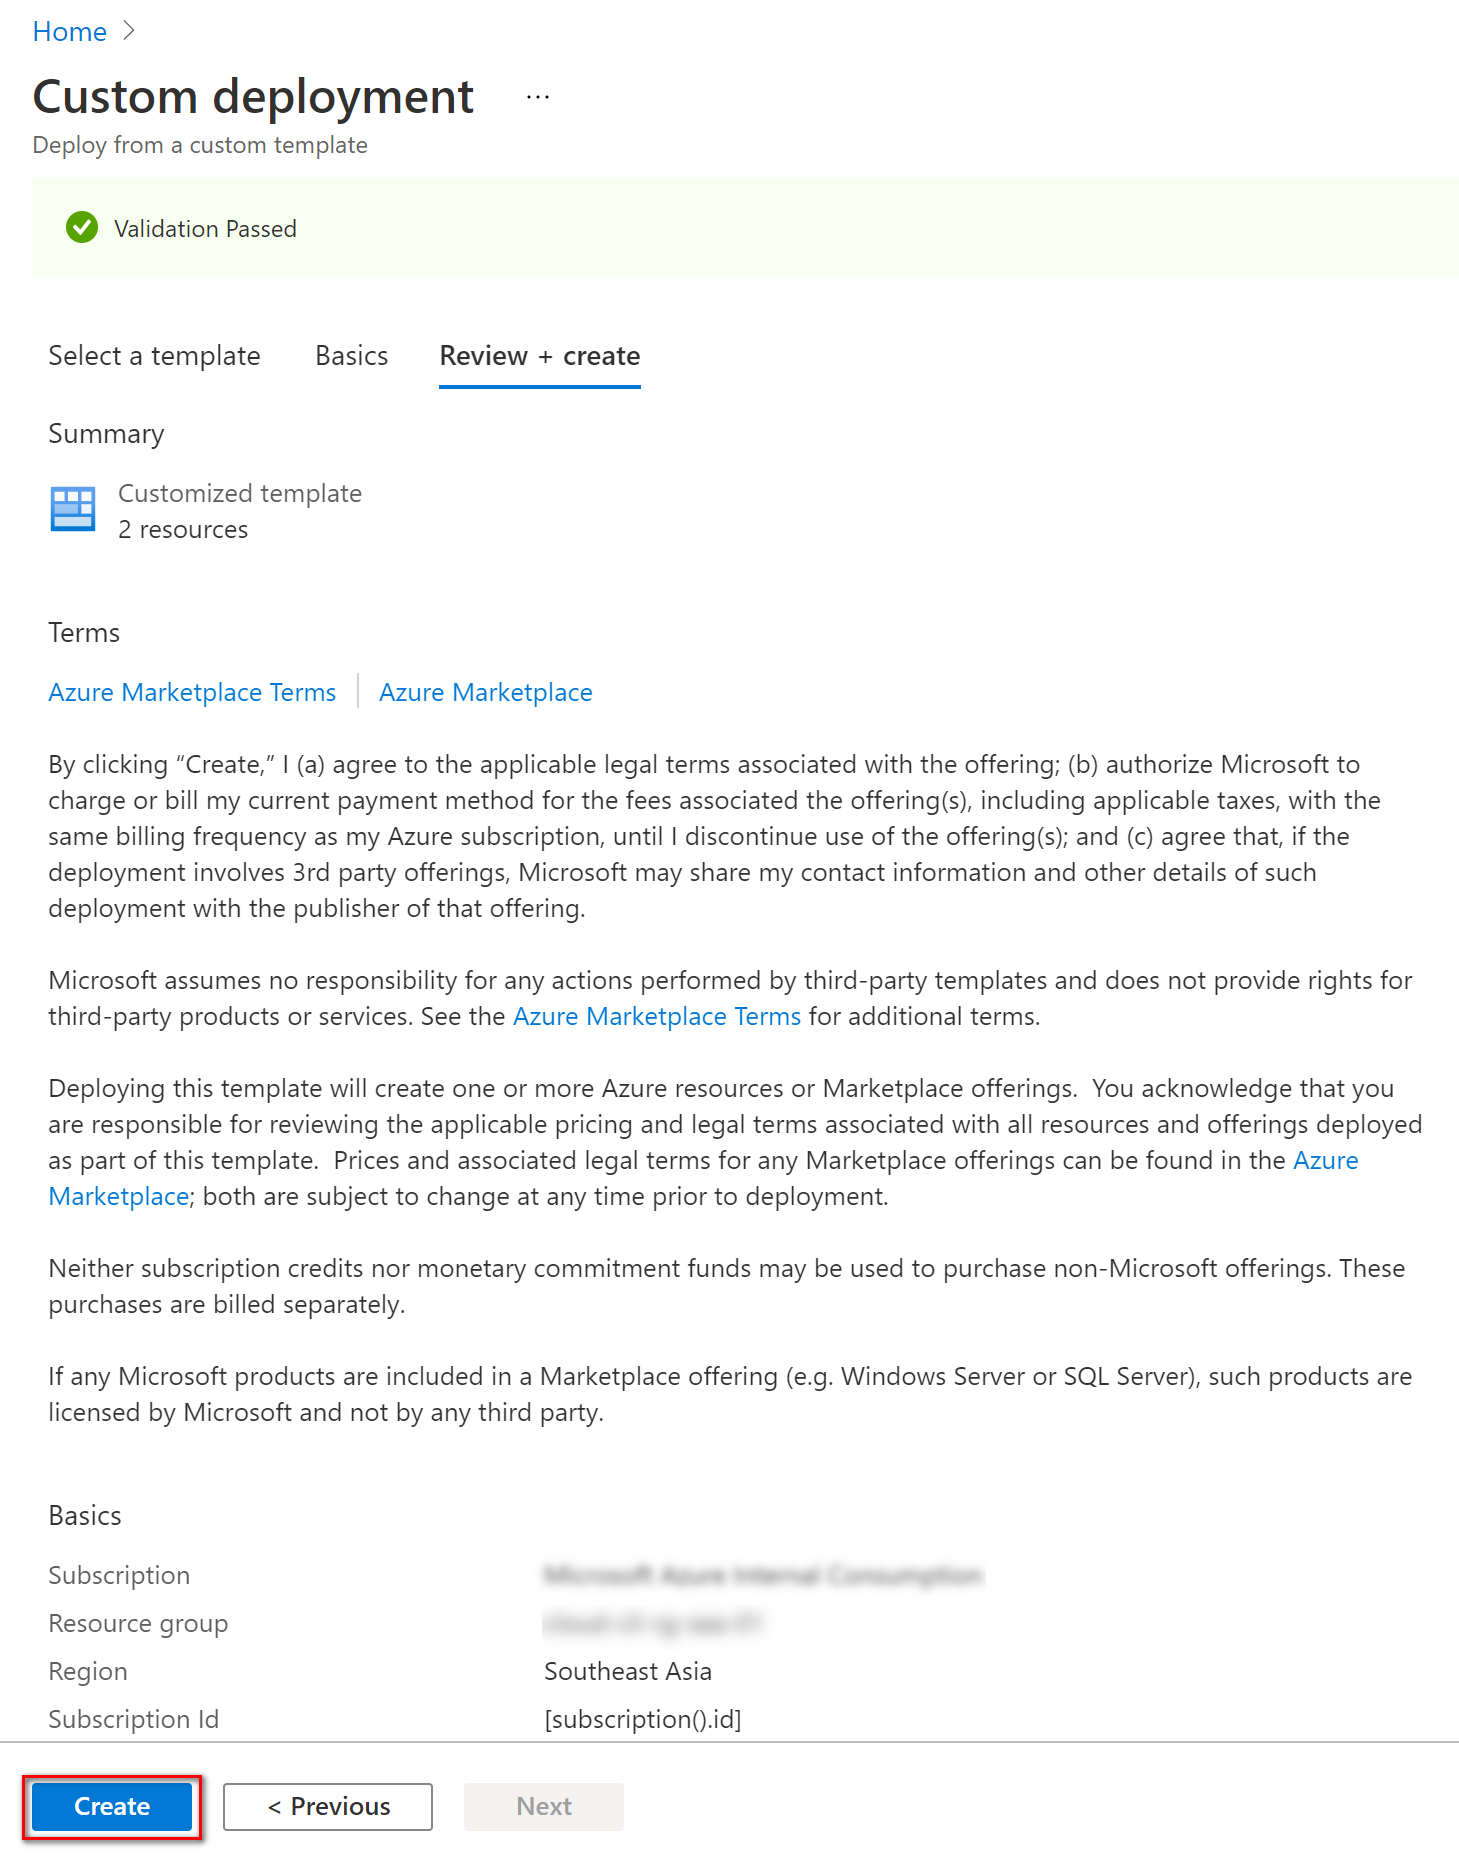 Home
Custom deployment ...
Deploy from a custom template
Validation Passed
Select a template Basics Review + create
Summary
Customized template
2 resources
Terms
Azure Marketplace Terms Azure Marketplace
By clicking “Create,” I (a) agree to the applicable legal terms associated with the offering; (b) authorize Microsoft to
charge or bill my current payment method for the fees associated the offering(s), including applicable taxes, with the
same billing frequency as my Azure subscription, until I discontinue use of the offering(s); and (c) agree that, if the
deployment involves 3rd party offerings, Microsoft may share my contact information and other details of such
deployment with the publisher of that offering.
Microsoft assumes no responsibility for any actions performed by third-party templates and does not provide rights for
third-party products or services. See the Azure Marketplace Terms for additional terms.
Deploying this template will create one or more Azure resources or Marketplace offerings.  You acknowledge that you
are responsible for reviewing the applicable pricing and legal terms associated with all resources and offerings deployed
as part of this template.  Prices and associated legal terms for any Marketplace offerings can be found in the Azure
Marketplace; both are subject to change at any time prior to deployment.
Neither subscription credits nor monetary commitment funds may be used to purchase non-Microsoft offerings. These
purchases are billed separately.
If any Microsoft products are included in a Marketplace offering (e.g. Windows Server or SQL Server), such products are
licensed by Microsoft and not by any third party.
Basics
Subscription
Resource group
Region Southeast Asia
Subscription Id [subscription().id]
Create < Previous Next